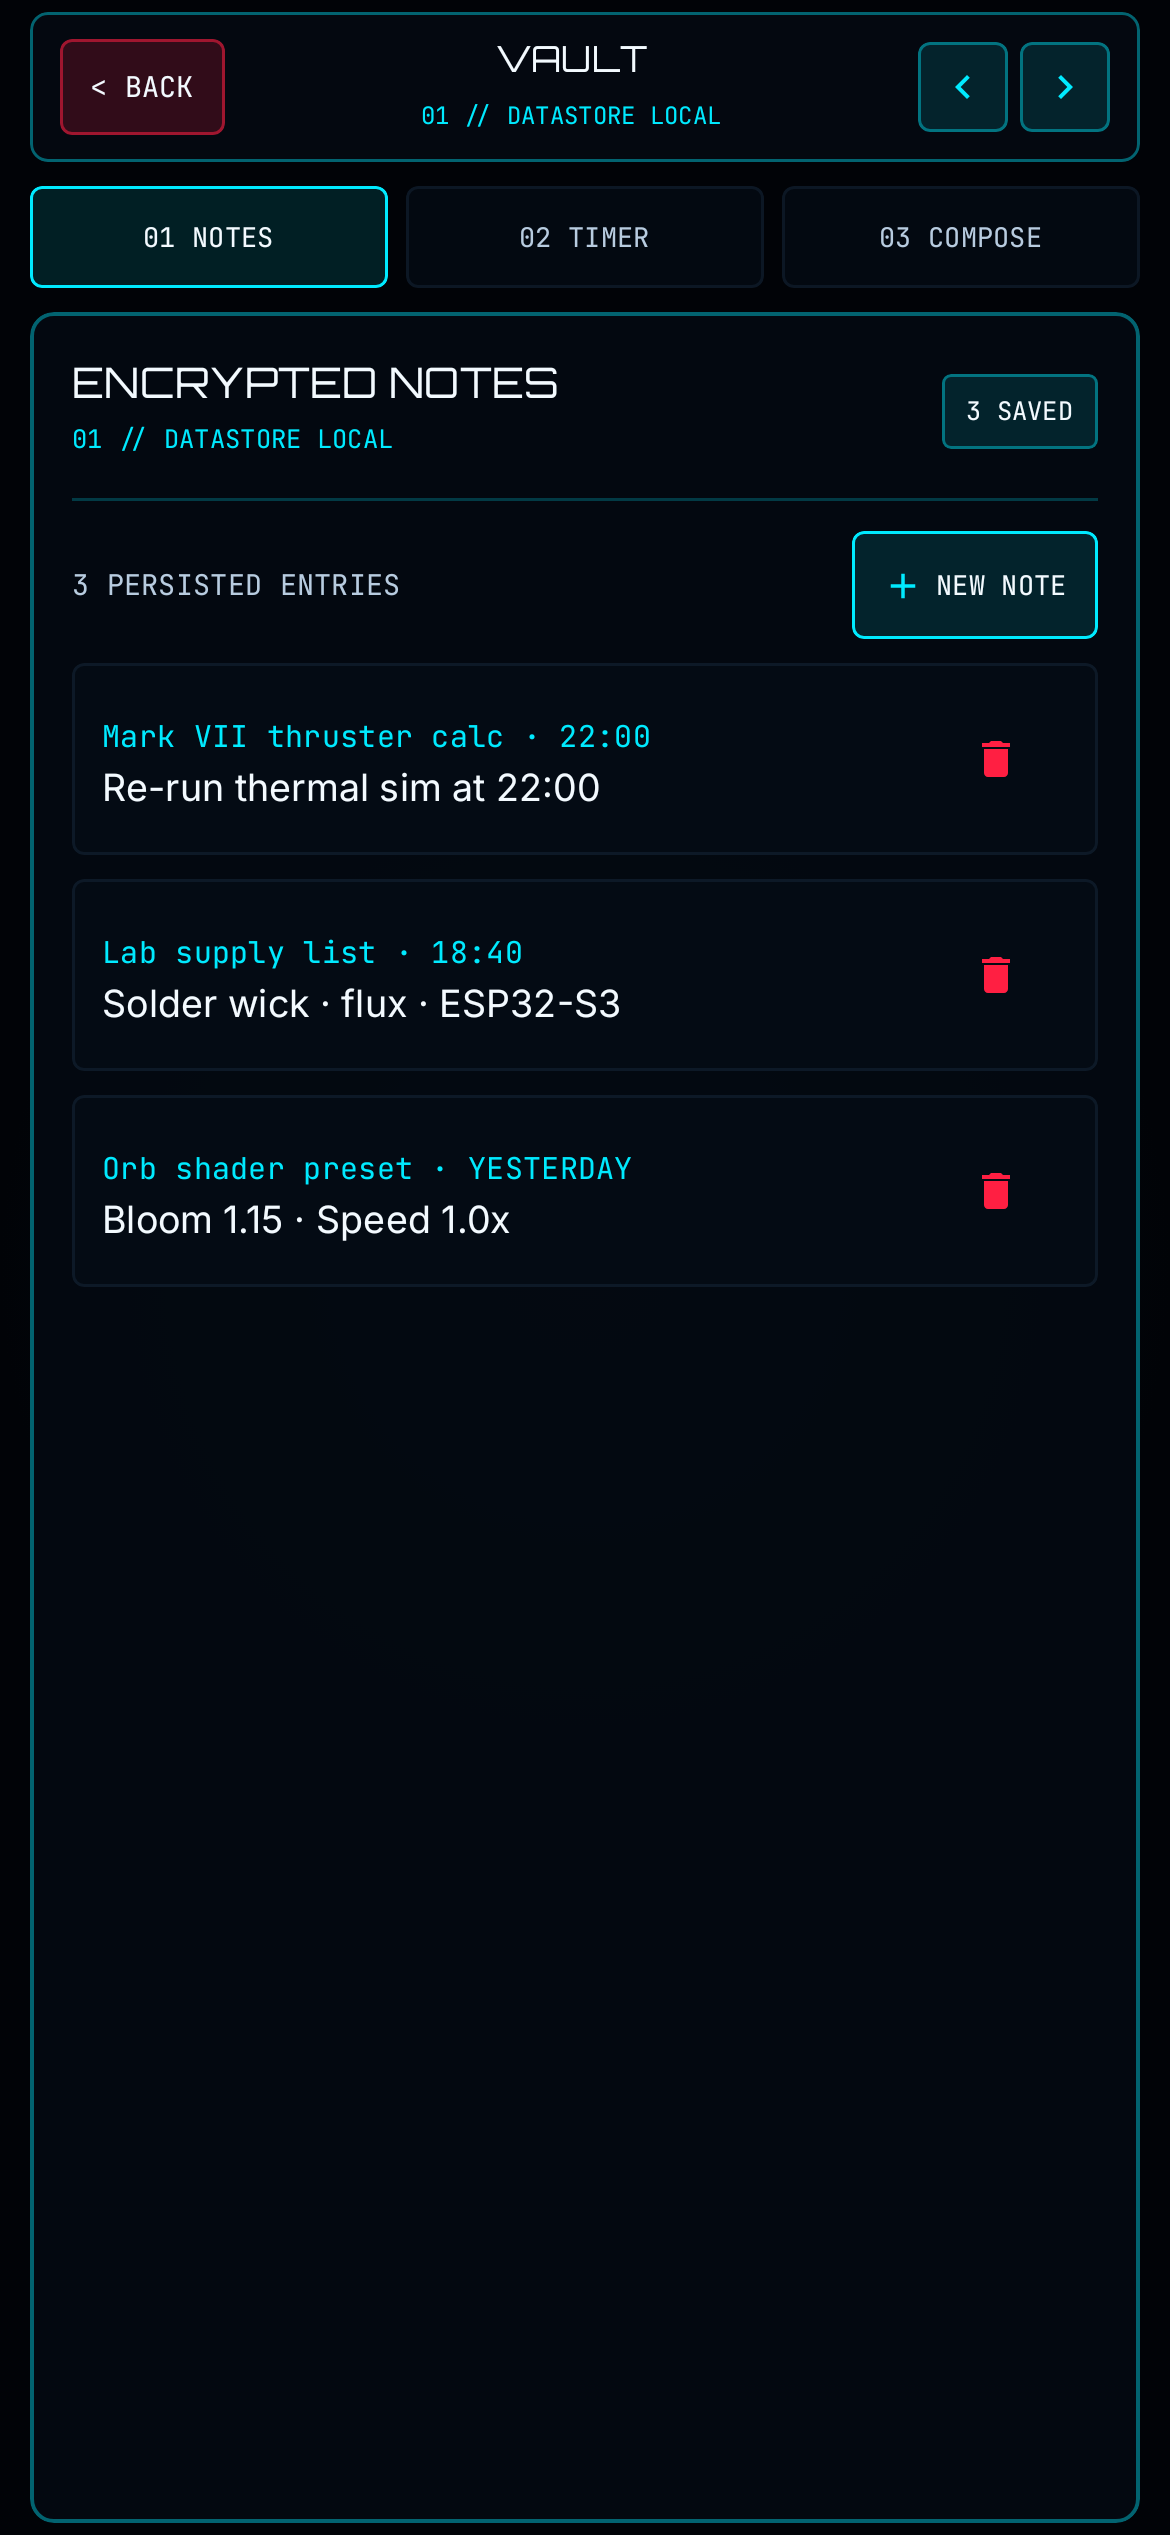 < BACK
VAULT
01 // DATASTORE LOCAL
01 NOTES
02 TIMER
03 COMPOSE
ENCRYPTED NOTES
01 // DATASTORE LOCAL
3 SAVED
3 PERSISTED ENTRIES
+ NEW NOTE
Mark VII thruster calc · 22:00
Re-run thermal sim at 22:00
Lab supply list · 18:40
Solder wick · flux · ESP32-S3
Orb shader preset · YESTERDAY
Bloom 1.15 · Speed 1.0x